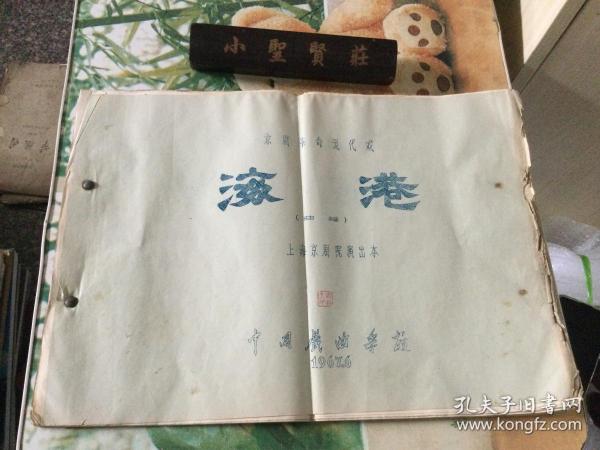 小聖賢莊
京剧革命现代戏
海港
上海京剧院演出本
中国戏曲学校
1967.6
孔夫子旧书网
kongfz.com